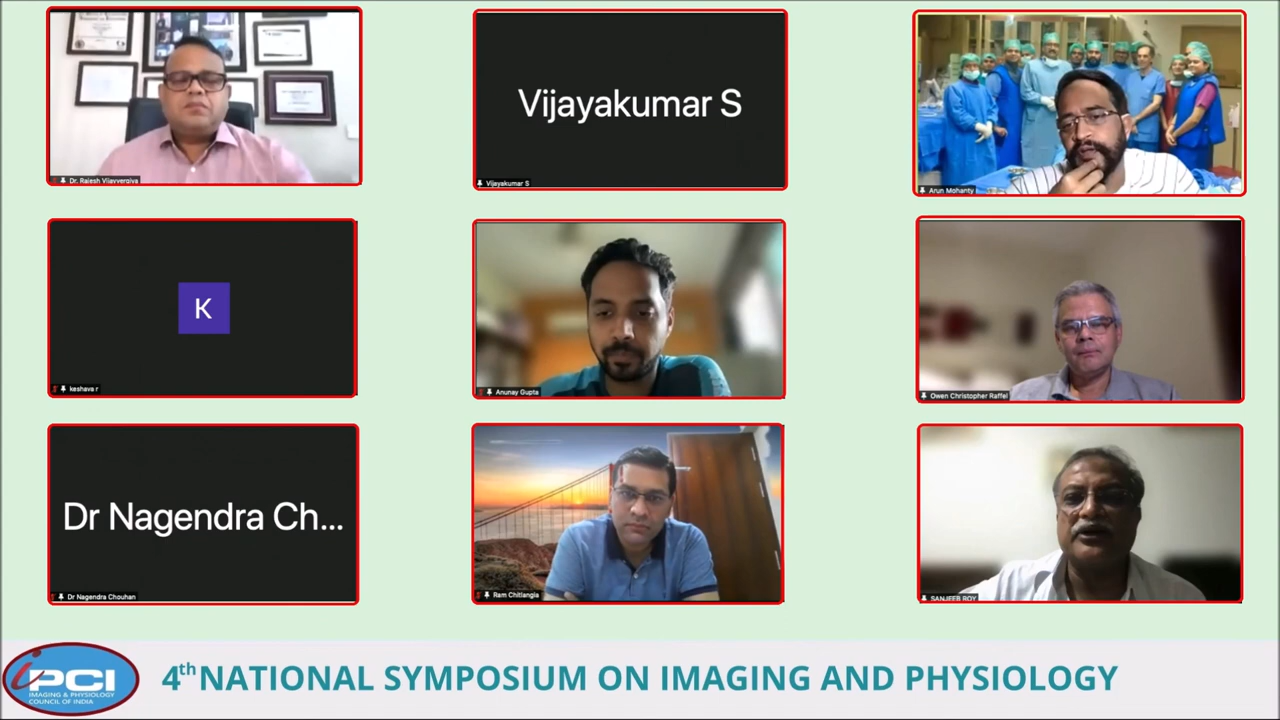 Dr. Rajesh Vijayvergiya
Vijayakumar S
Vijayakumar S
Arun Mohanty
K
keshava r
Anunay Gupta
Owen Christopher Raffel
Dr Nagendra Ch...
Dr Nagendra Chouhan
Ram Chitlangia
SANJEEB ROY
iPCI
IMAGING & PHYSIOLOGY
COUNCIL OF INDIA
4th NATIONAL SYMPOSIUM ON IMAGING AND PHYSIOLOGY